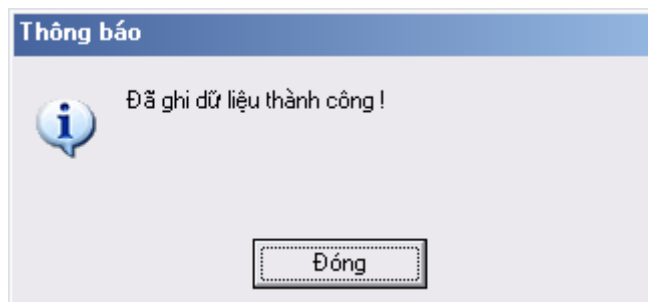 Thông báo
Đã ghi dữ liệu thành công !
Đóng